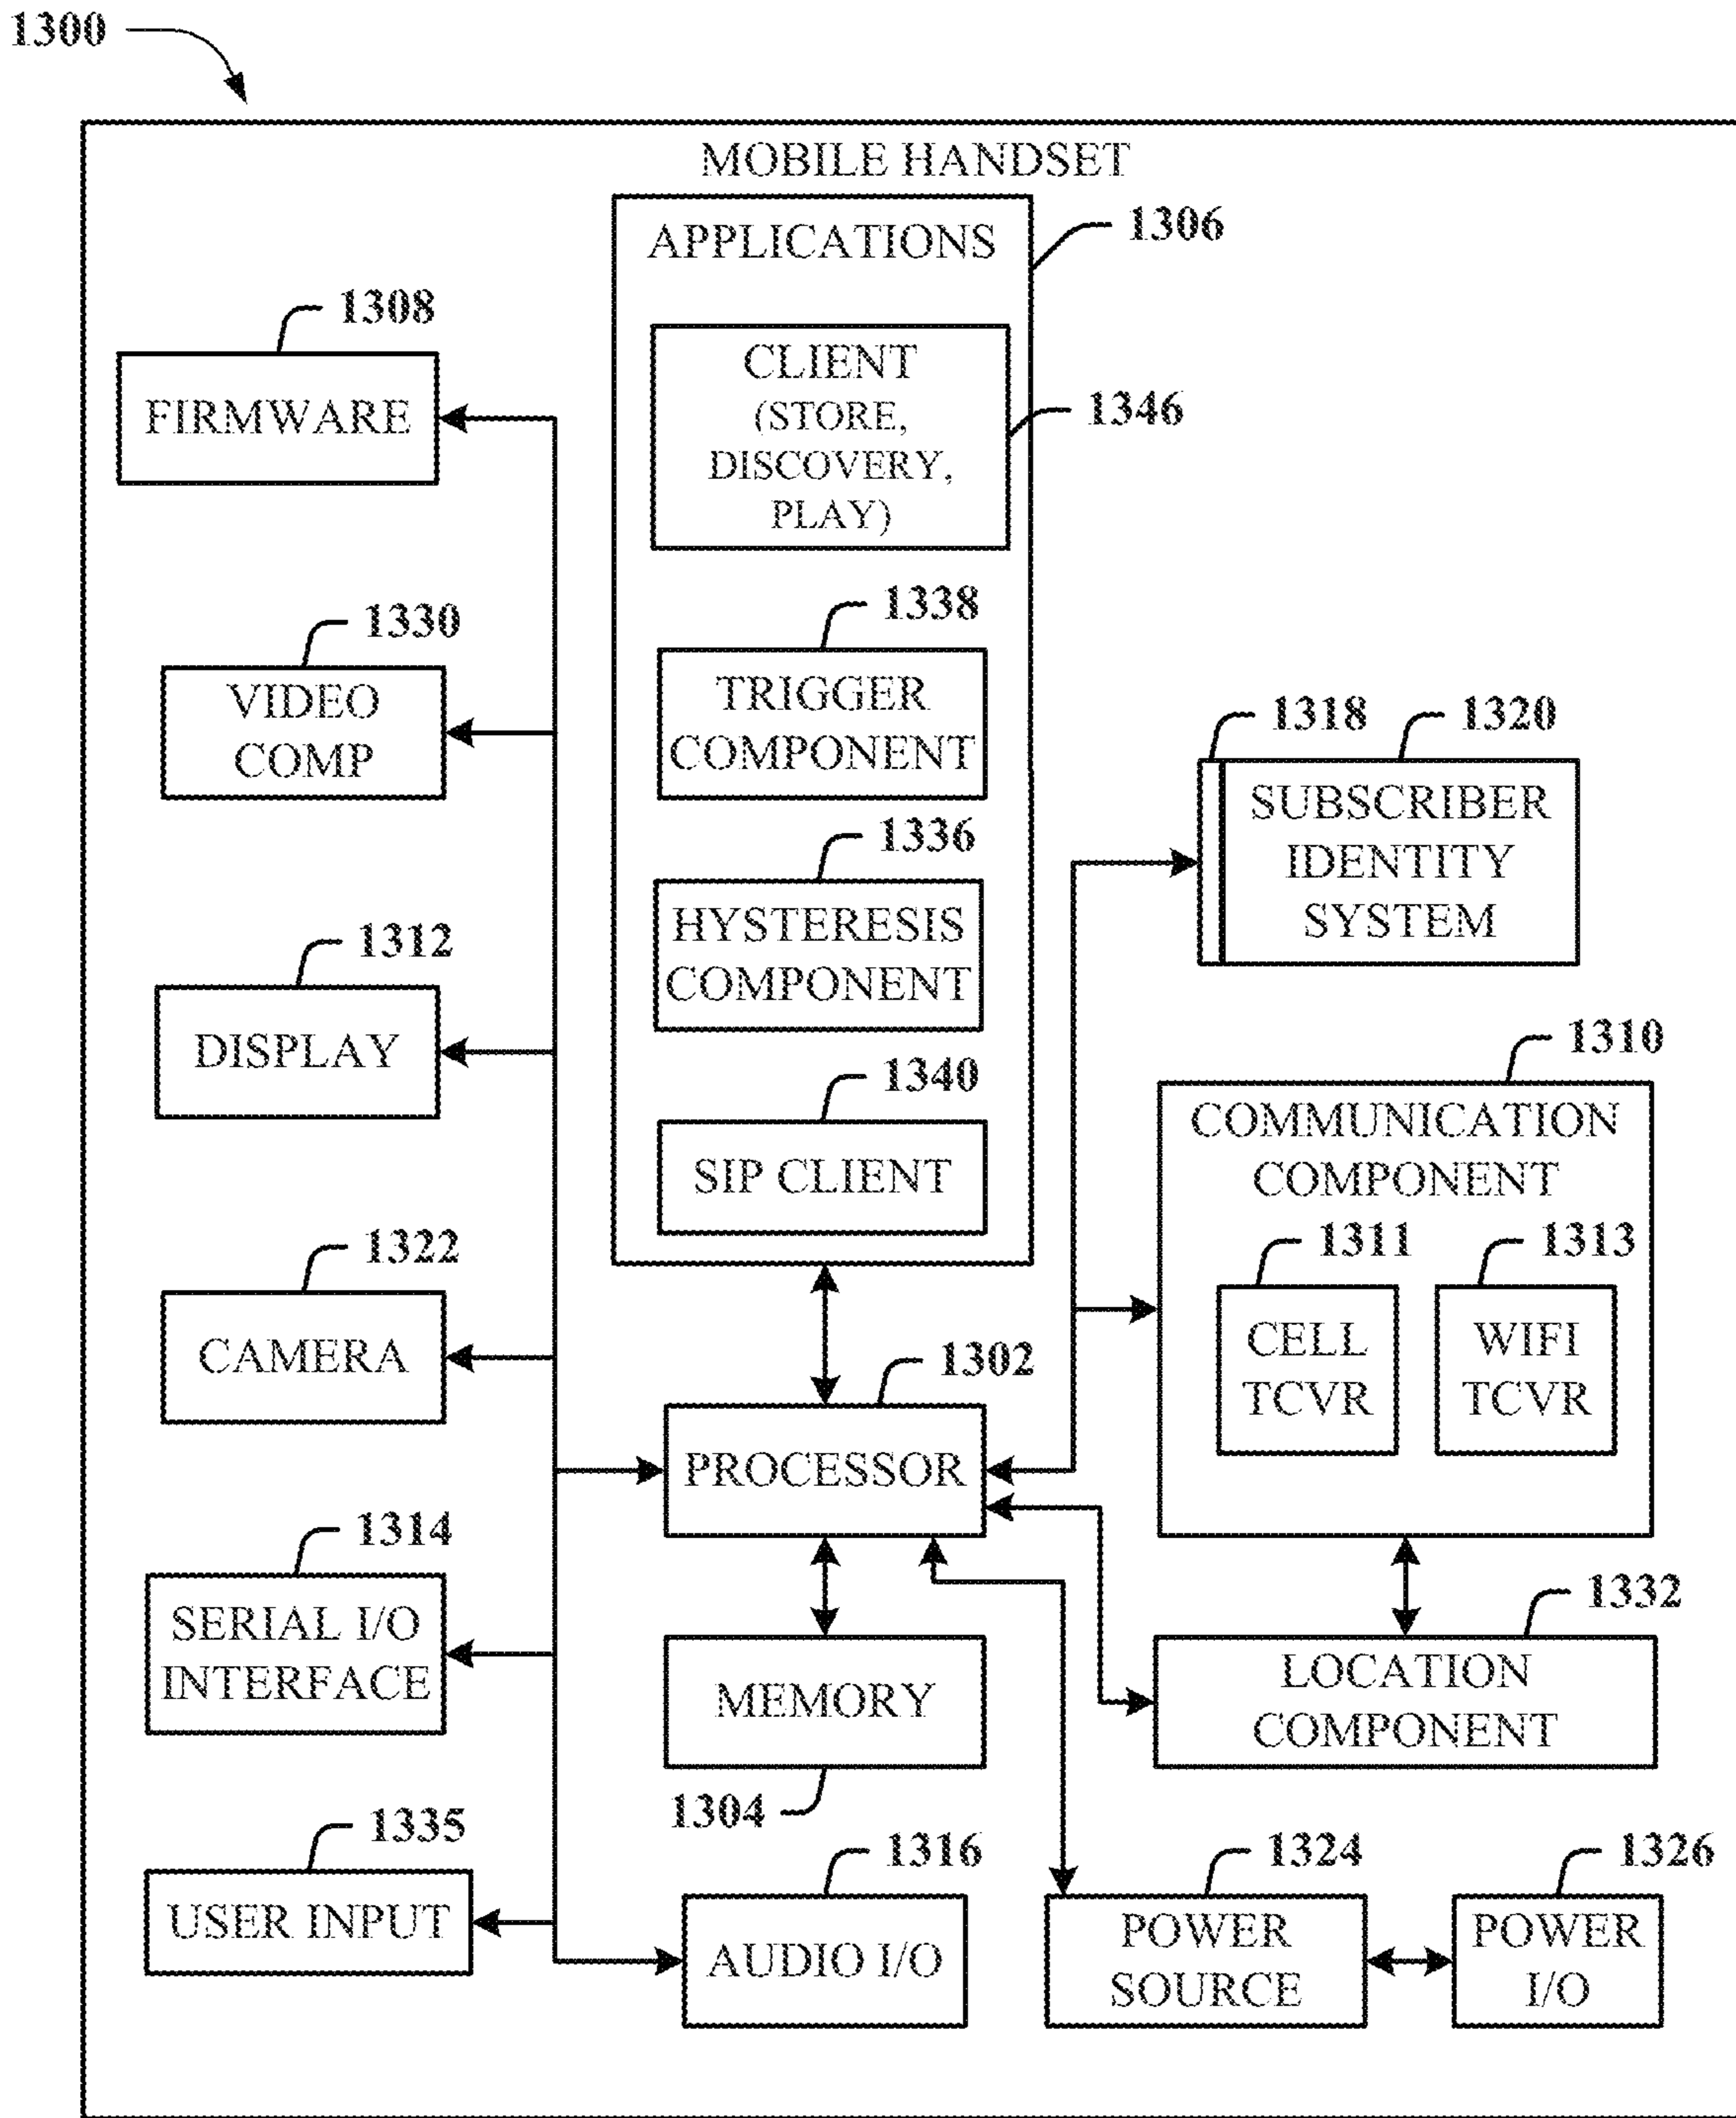 1300
MOBILE HANDSET
APPLICATIONS
1306
CLIENT
(STORE,
DISCOVERY,
PLAY)
1346
1338
TRIGGER
COMPONENT
1336
HYSTERESIS
COMPONENT
1340
SIP CLIENT
1308
FIRMWARE
1330
VIDEO
COMP
1312
DISPLAY
1322
CAMERA
1314
SERIAL I/O
INTERFACE
1335
USER INPUT
1302
PROCESSOR
MEMORY
1304
1316
AUDIO I/O
1318
1320
SUBSCRIBER
IDENTITY
SYSTEM
1310
COMMUNICATION
COMPONENT
1311
CELL
TCVR
1313
WIFI
TCVR
1332
LOCATION
COMPONENT
1324
POWER
SOURCE
1326
POWER
I/O